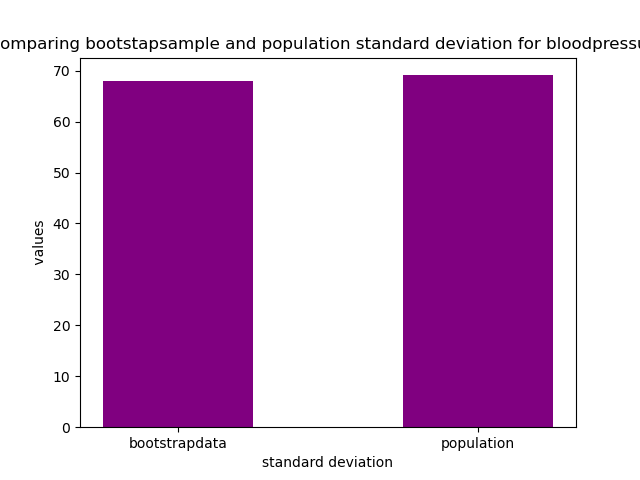 omparing bootstapsample and population standard deviation for bloodpressu
70
60
50
40
30
20
10
0
values
bootstrapdata population
standard deviation